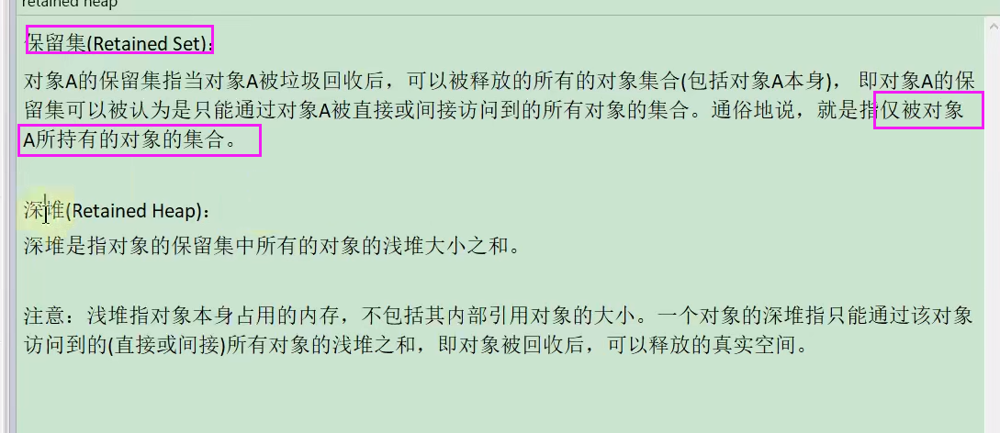 retained heap
保留集(Retained Set)：
对象A的保留集指当对象A被垃圾回收后，可以被释放的所有的对象集合(包括对象A本身)，即对象A的保
留集可以被认为是只能通过对象A被直接或间接访问到的所有对象的集合。通俗地说，就是指仅被对象
A所持有的对象的集合。
深堆(Retained Heap)：
深堆是指对象的保留集中所有的对象的浅堆大小之和。
注意：浅堆指对象本身占用的内存，不包括其内部引用对象的大小。一个对象的深堆指只能通过该对象
访问到的(直接或间接)所有对象的浅堆之和，即对象被回收后，可以释放的真实空间。